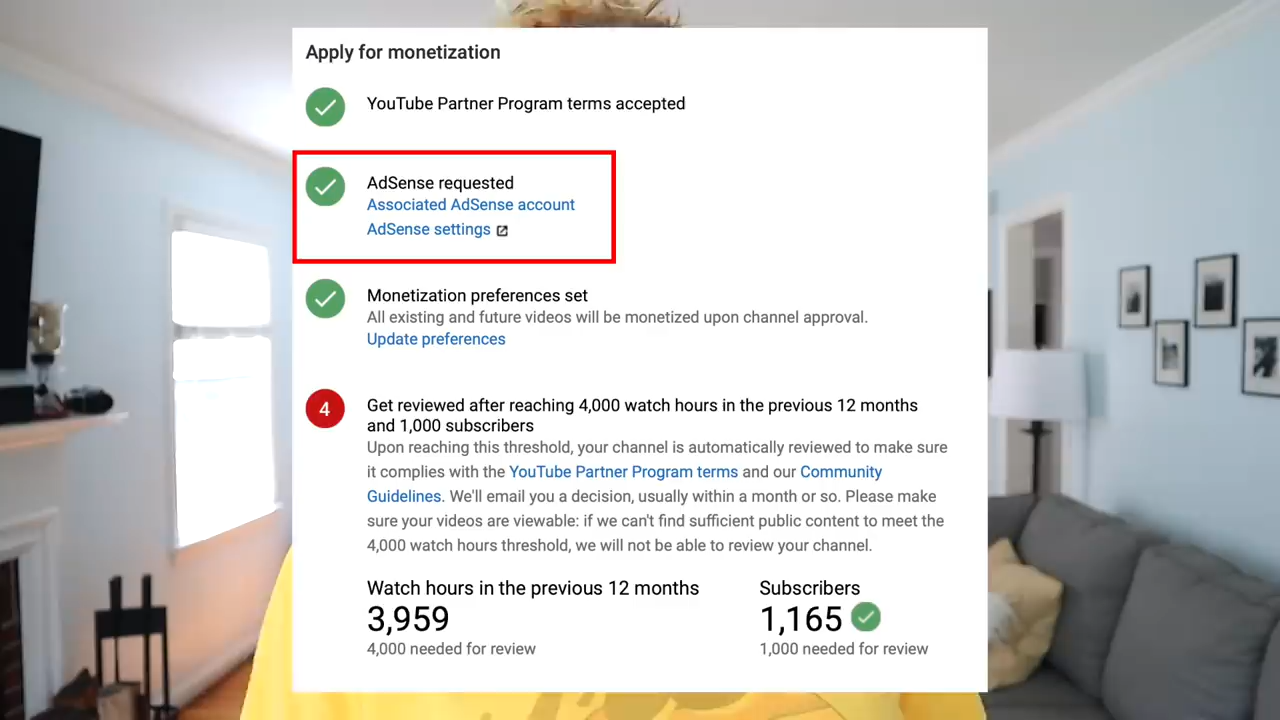 Apply for monetization
YouTube Partner Program terms accepted
AdSense requested
Associated AdSense account
AdSense settings
Monetization preferences set
All existing and future videos will be monetized upon channel approval.
Update preferences
4
Get reviewed after reaching 4,000 watch hours in the previous 12 months
and 1,000 subscribers
Upon reaching this threshold, your channel is automatically reviewed to make sure
it complies with the YouTube Partner Program terms and our Community
Guidelines. We'll email you a decision, usually within a month or so. Please make
sure your videos are viewable: if we can't find sufficient public content to meet the
4,000 watch hours threshold, we will not be able to review your channel.
Watch hours in the previous 12 months
3,959
4,000 needed for review
Subscribers
1,165
1,000 needed for review